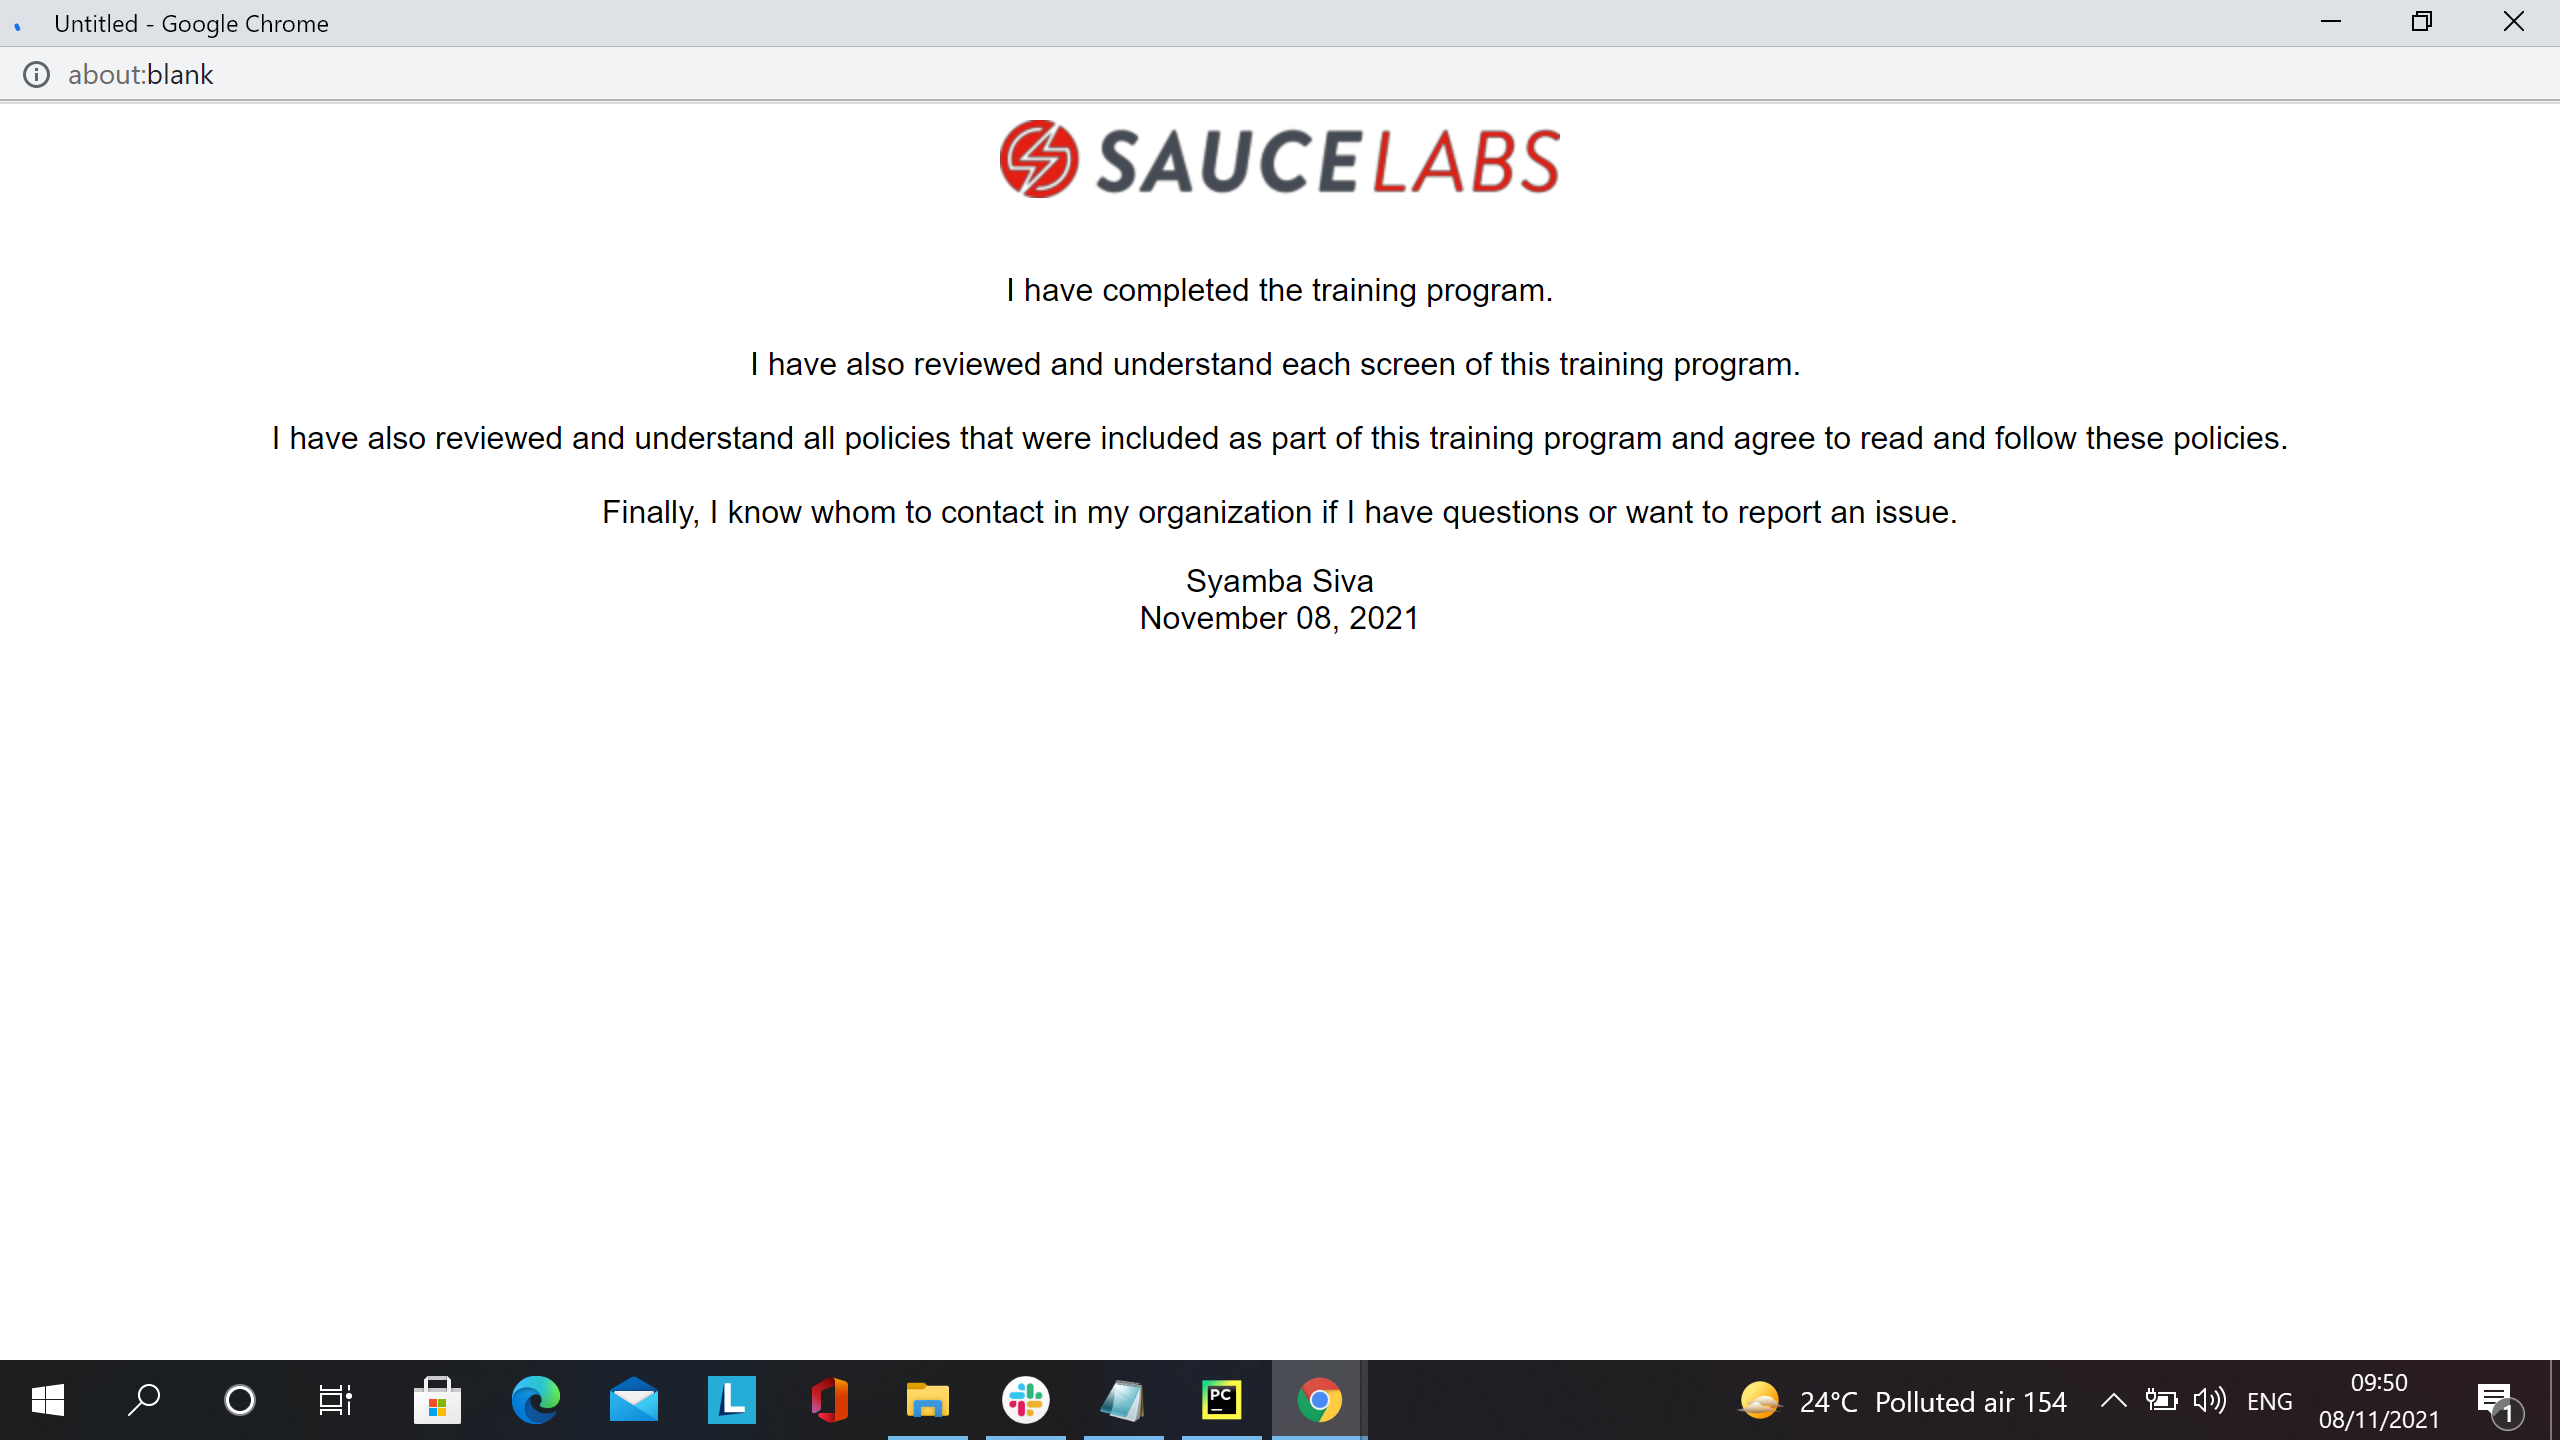 Untitled - Google Chrome
about:blank
SAUCELABS
I have completed the training program.
I have also reviewed and understand each screen of this training program.
I have also reviewed and understand all policies that were included as part of this training program and agree to read and follow these policies.
Finally, I know whom to contact in my organization if I have questions or want to report an issue.
Syamba Siva
November 08, 2021
L
PC
24°C Polluted air 154
ENG
09:50
08/11/2021
1